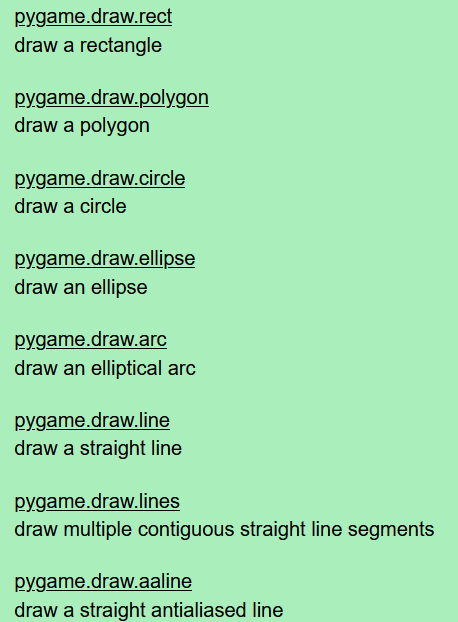 pygame.draw.rect
draw a rectangle
pygame.draw.polygon
draw a polygon
pygame.draw.circle
draw a circle
pygame.draw.ellipse
draw an ellipse
pygame.draw.arc
draw an elliptical arc
pygame.draw.line
draw a straight line
pygame.draw.lines
draw multiple contiguous straight line segments
pygame.draw.aaline
draw a straight antialiased line